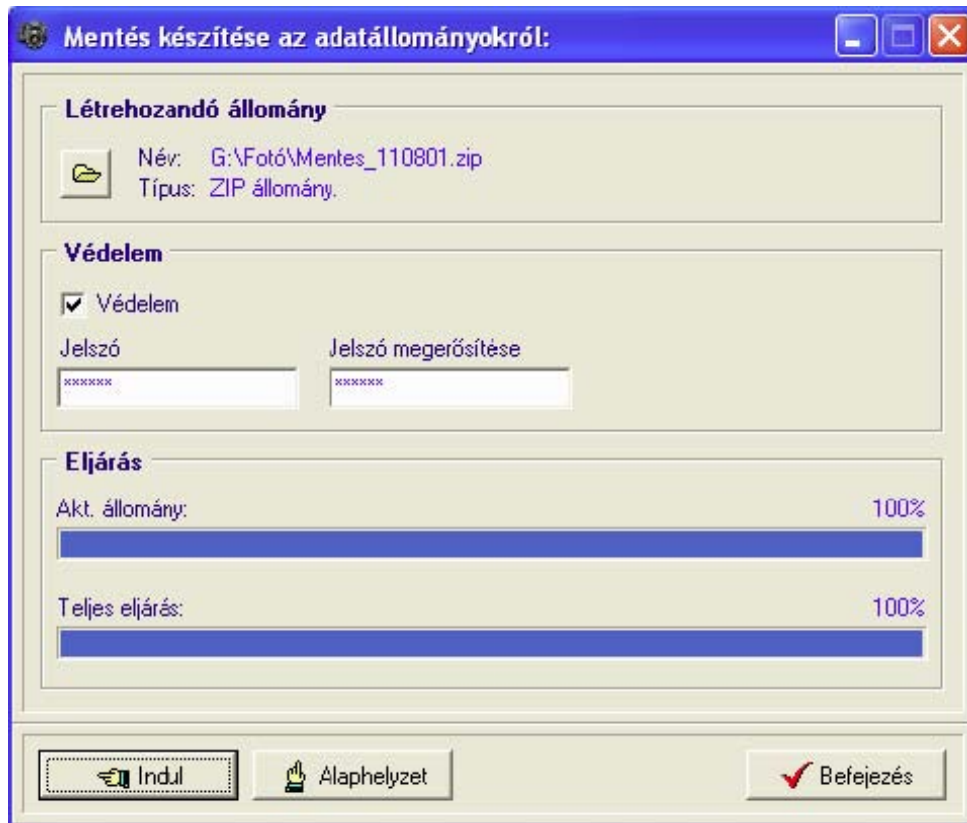 Mentés készítése az adatállományokról:
Létrehozandó állomány
Név: G:\Fotó\Mentes_110801.zip
Típus: ZIP állomány.
Védelem
Védelem
Jelszó Jelszó megerősítése
****** ******
Eljárás
Akt. állomány: 100%
Teljes eljárás: 100%
Indul Alaphelyzet Befejezés